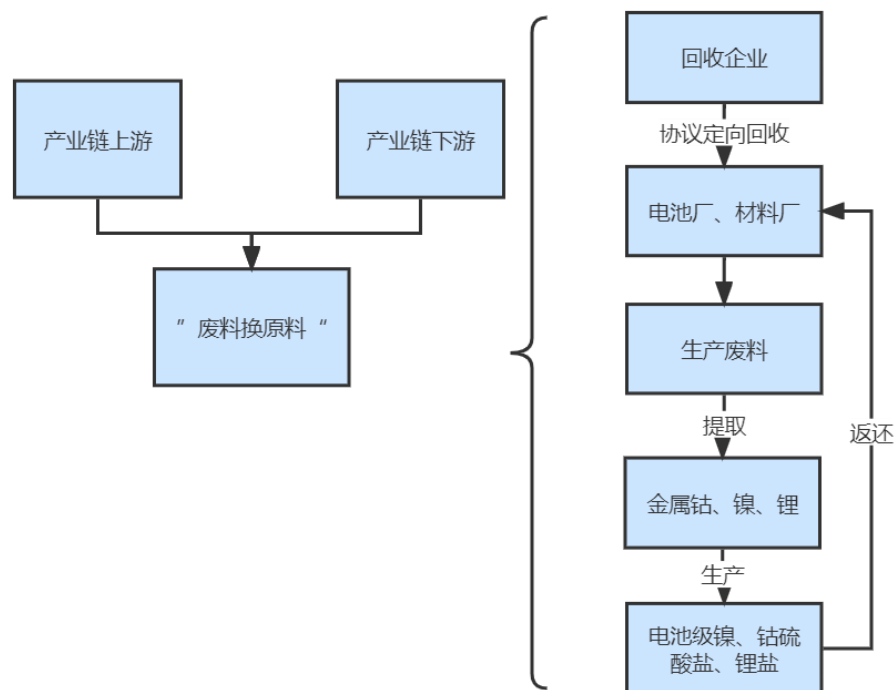 产业链上游
产业链下游
”废料换原料“
回收企业
协议定向回收
电池厂、材料厂
生产废料
提取
返还
金属钴、镍、锂
生产
电池级镍、钴硫
酸盐、锂盐